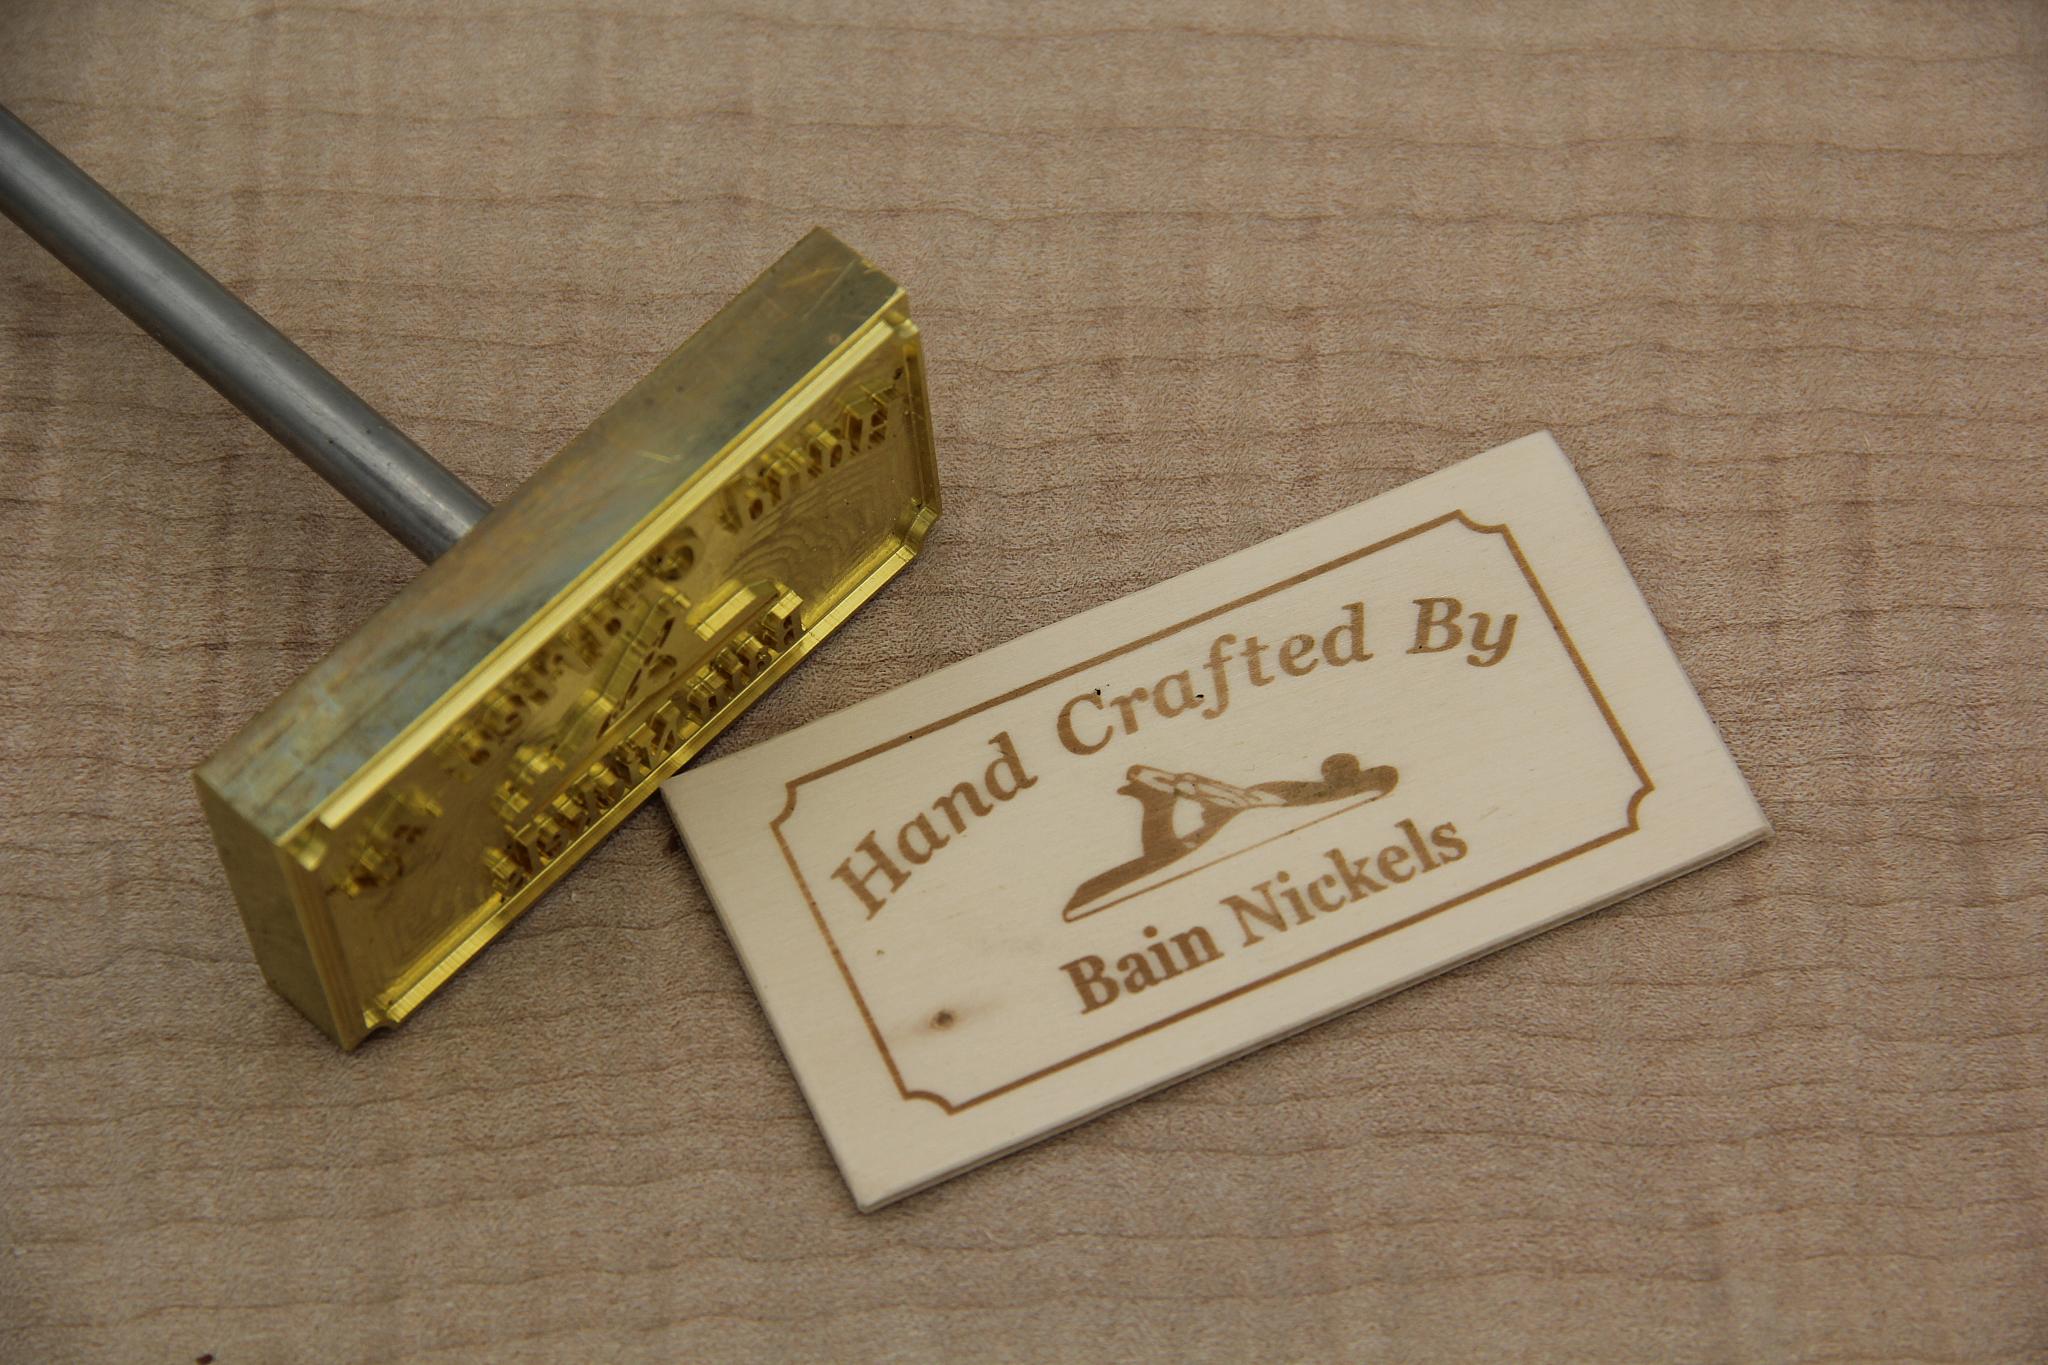 Hand Crafted By
Bain Nickels